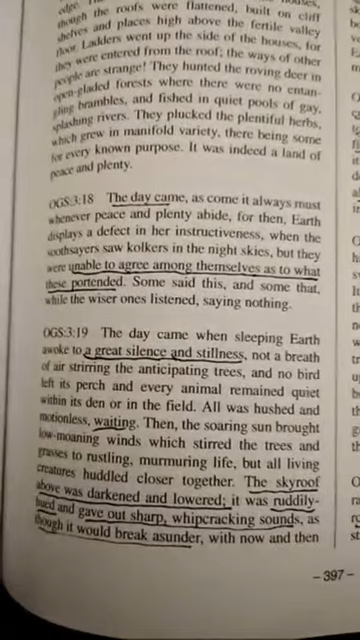 edge.
though the roofs were flattened, built on cliff
shelves and places high above the fertile valley
floor. Ladders went up the side of the houses, for
they were entered from the roof; the ways of other
people are strange! They hunted the roving deer in
open-gladed forests where there were no entan-
gling brambles, and fished in quiet pools of gay,
splashing rivers. They plucked the plentiful herbs,
which grew in manifold variety, there being some
for every known purpose. It was indeed a land of
peace and plenty.
OGS:3:18 The day came, as come it always must
whenever peace and plenty abide, for then, Earth
displays a defect in her instructiveness, when the
soothsayers saw kolkers in the night skies, but they
were unable to agree among themselves as to what
these portended. Some said this, and some that,
while the wiser ones listened, saying nothing.
OGS:3:19 The day came when sleeping Earth
awoke to a great silence and stillness, not a breath
of air strirring the anticipating trees, and no bird
left its perch and every animal remained quiet
within its den or in the field. All was hushed and
motionless, waiting. Then, the soaring sun brought
low-moaning winds which stirred the trees and
grasses to rustling, murmuring life, but all living
creatures huddled closer together. The skyroof
above was darkened and lowered; it was ruddily-
hued and gave out sharp, whipcracking sounds, as
though it would break asunder, with now and then
– 397 –